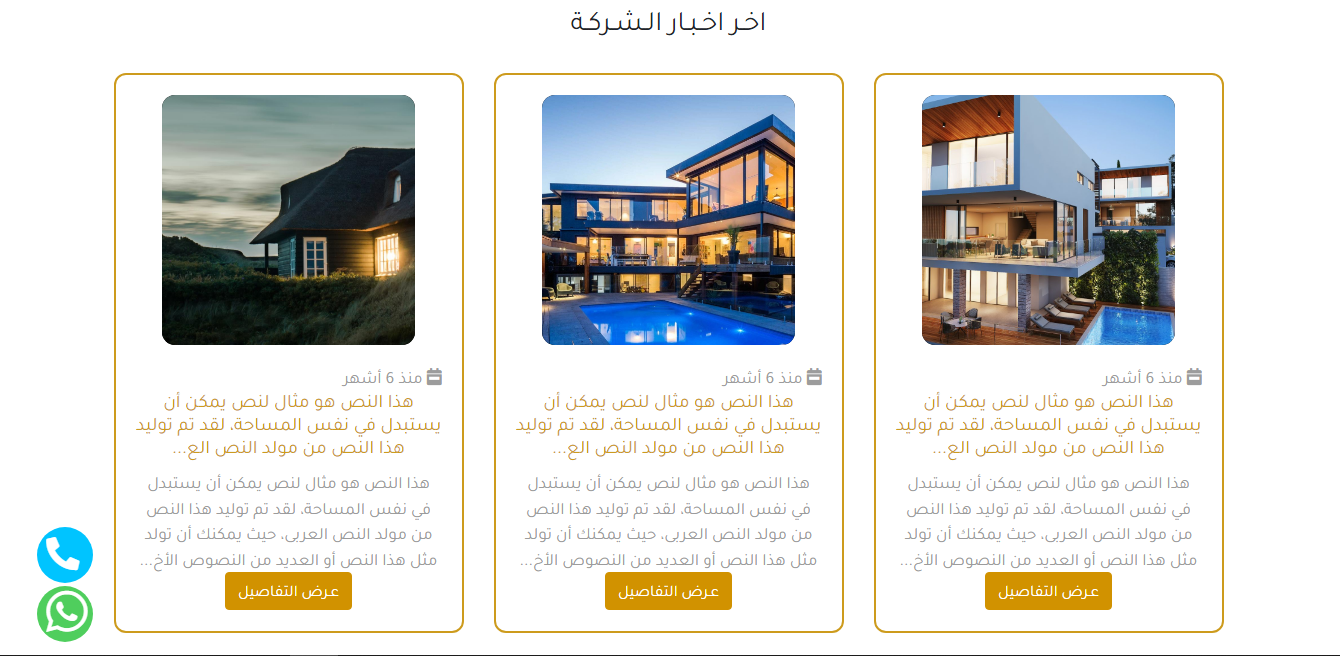 اخر اخبار الشركة
منذ 6 أشهر
هذا النص هو مثال لنص يمكن أن
يستبدل في نفس المساحة، لقد تم توليد
هذا النص من مولد النص الع...
هذا النص هو مثال لنص يمكن أن يستبدل
في نفس المساحة، لقد تم توليد هذا النص
من مولد النص العربى، حيث يمكنك أن تولد
مثل هذا النص أو العديد من النصوص الأخ...
عرض التفاصيل
منذ 6 أشهر
هذا النص هو مثال لنص يمكن أن
يستبدل في نفس المساحة، لقد تم توليد
هذا النص من مولد النص الع...
هذا النص هو مثال لنص يمكن أن يستبدل
في نفس المساحة، لقد تم توليد هذا النص
من مولد النص العربى، حيث يمكنك أن تولد
مثل هذا النص أو العديد من النصوص الأخ...
عرض التفاصيل
منذ 6 أشهر
هذا النص هو مثال لنص يمكن أن
يستبدل في نفس المساحة، لقد تم توليد
هذا النص من مولد النص الع...
هذا النص هو مثال لنص يمكن أن يستبدل
في نفس المساحة، لقد تم توليد هذا النص
من مولد النص العربى، حيث يمكنك أن تولد
مثل هذا النص أو العديد من النصوص الأخ...
عرض التفاصيل